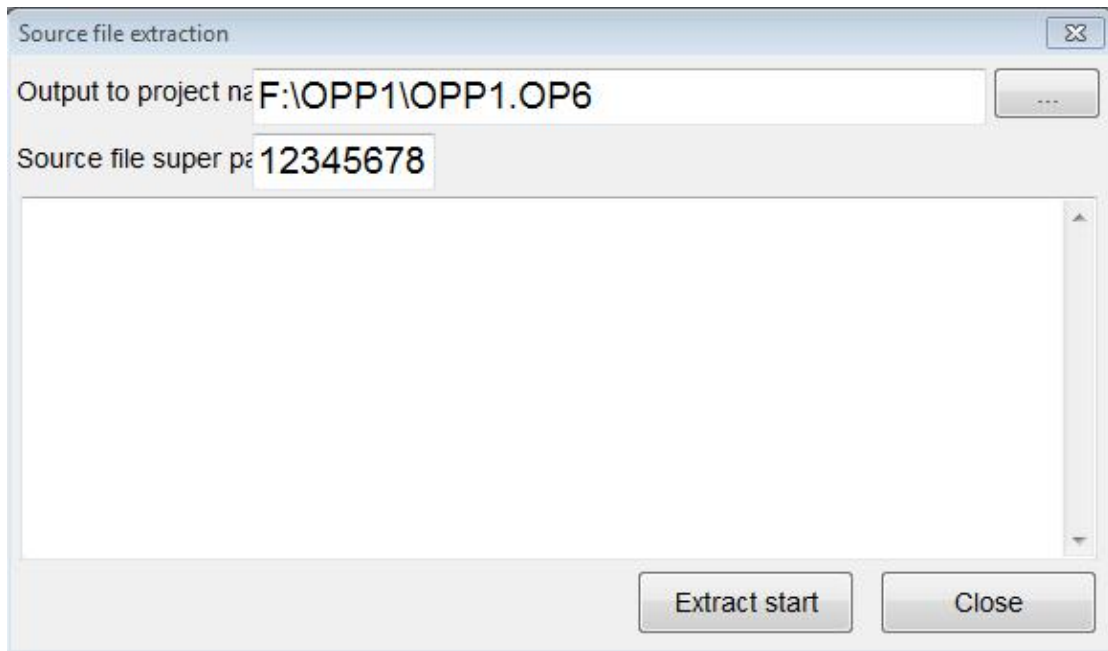 Source file extraction
Output to project na F:\OPP1\OPP1.OP6 ...
Source file super pa 12345678
Extract start Close